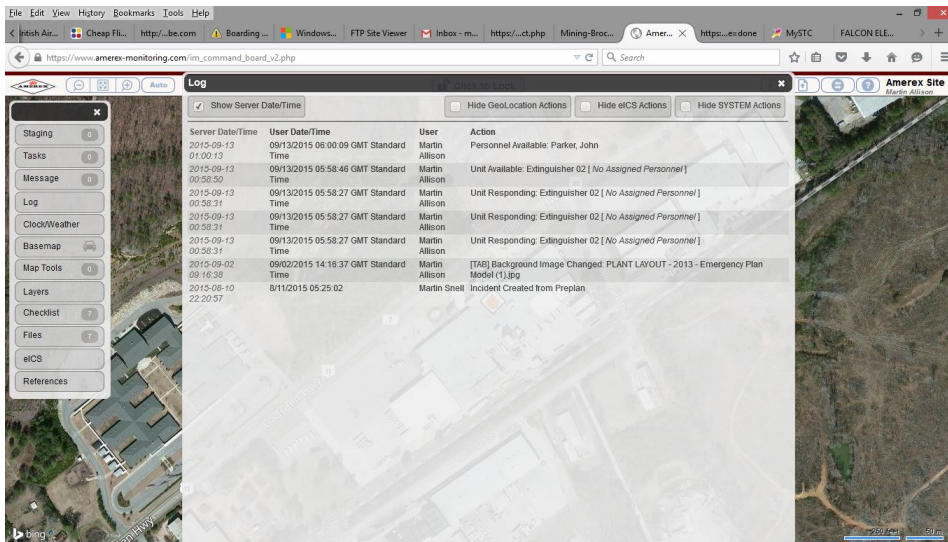 File Edit View History Bookmarks Tools Help
ritish Air... Cheap Fli... http:/...be.com Boarding ... Windows... FTP Site Viewer Inbox - m... https:/...ct.php Mining-Broc... Amer... https...e=done MySTC FALCON ELE...
https://www.amerex-monitoring.com/im_command_board_v2.php Search
AMEREX Auto Log Click to Lock Amerex Site
Martin Allison
Show Server Date/Time Hide GeoLocation Actions Hide eICS Actions Hide SYSTEM Actions
Server Date/Time User Date/Time User Action
2015-09-13 09/13/2015 06:00:09 GMT Standard Martin Personnel Available: Parker, John
01:00:13 Time Allison
2015-09-13 09/13/2015 05:58:46 GMT Standard Martin Unit Available: Extinguisher 02 [ No Assigned Personnel ]
00:58:50 Time Allison
2015-09-13 09/13/2015 05:58:27 GMT Standard Martin Unit Responding: Extinguisher 02 [ No Assigned Personnel ]
00:58:31 Time Allison
2015-09-13 09/13/2015 05:58:27 GMT Standard Martin Unit Responding: Extinguisher 02 [ No Assigned Personnel ]
00:58:31 Time Allison
2015-09-13 09/13/2015 05:58:27 GMT Standard Martin Unit Responding: Extinguisher 02 [ No Assigned Personnel ]
00:58:31 Time Allison
2015-09-02 09/02/2015 14:16:37 GMT Standard Martin [TAB] Background Image Changed: PLANT LAYOUT - 2013 - Emergency Plan
09:16:38 Time Allison Model (1).jpg
2015-08-10 8/11/2015 05:25:02 Martin Snell Incident Created from Preplan
22:20:57
Staging 0
Tasks 0
Message 0
Log
Clock/Weather
Basemap
Map Tools 0
Layers
Checklist 7
Files 7
eICS
References
bing
250 feet 50 m